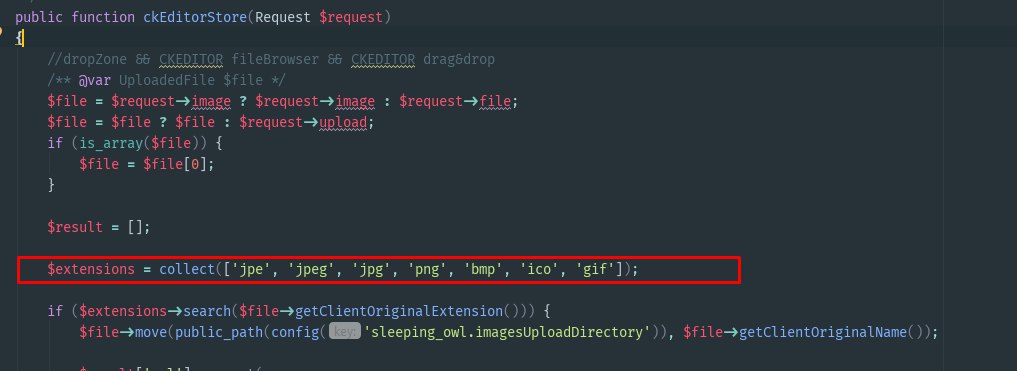 public function ckEditorStore(Request $request)
{
//dropZone && CKEDITOR fileBrowser && CKEDITOR drag&drop
/** @var UploadedFile $file */
$file = $request->image ? $request->image : $request->file;
$file = $file ? $file : $request->upload;
if (is_array($file)) {
$file = $file[0];
}
$result = [];
$extensions = collect(['jpe', 'jpeg', 'jpg', 'png', 'bmp', 'ico', 'gif']);
if ($extensions->search($file->getClientOriginalExtension())) {
$file->move(public_path(config( key: 'sleeping_owl.imagesUploadDirectory')), $file->getClientOriginalName());